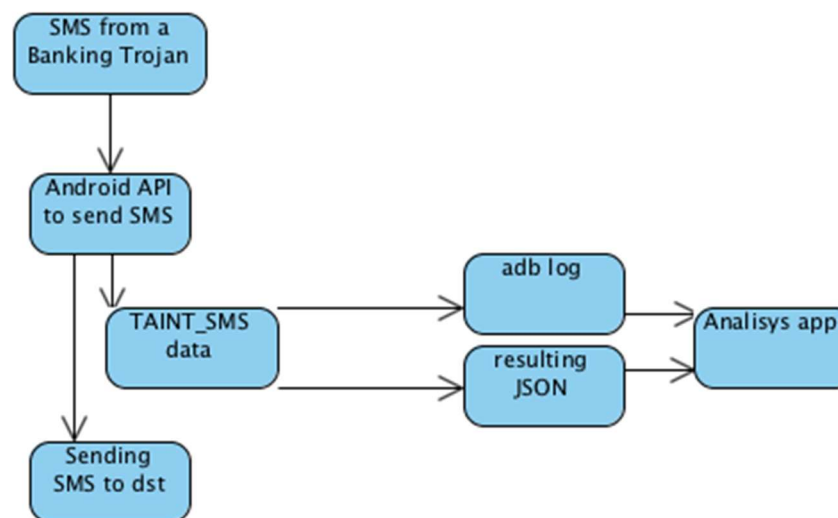 SMS from a
Banking Trojan
Android API
to send SMS
adb log
TAINT_SMS
data
Analisys app
resulting
JSON
Sending
SMS to dst